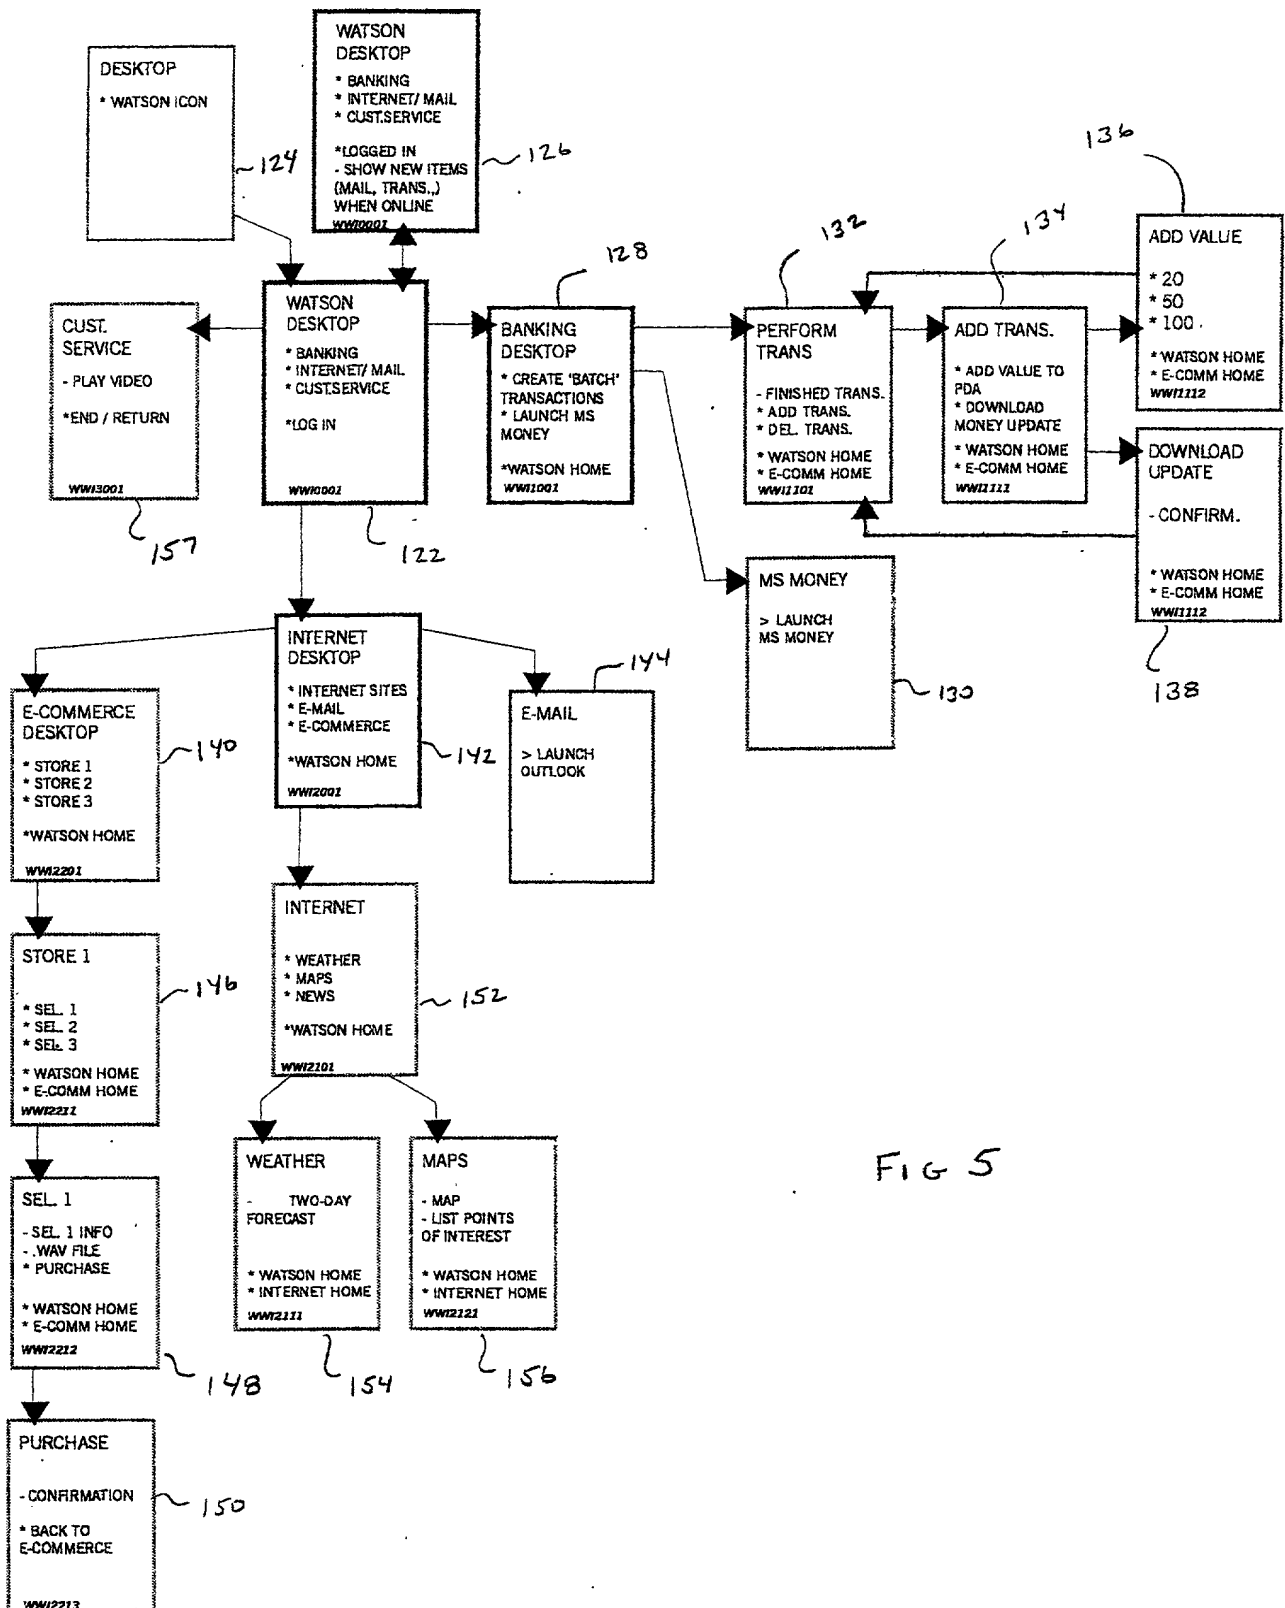 DESKTOP
* WATSON ICON
124
WATSON
DESKTOP
* BANKING
* INTERNET/ MAIL
* CUST.SERVICE
*LOGGED IN
- SHOW NEW ITEMS
(MAIL, TRANS.,)
WHEN ONLINE
WWI0001
126
CUST.
SERVICE
- PLAY VIDEO
*END / RETURN
WWI3001
157
WATSON
DESKTOP
* BANKING
* INTERNET/ MAIL
* CUST.SERVICE
*LOG IN
WWI0001
122
128
BANKING
DESKTOP
* CREATE 'BATCH'
TRANSACTIONS
* LAUNCH MS
MONEY
*WATSON HOME
WWI1001
132
PERFORM
TRANS
- FINISHED TRANS.
* ADD TRANS.
* DEL. TRANS.
* WATSON HOME
* E-COMM HOME
WWI1101
134
ADD TRANS.
* ADD VALUE TO
PDA
* DOWNLOAD
MONEY UPDATE
* WATSON HOME
* E-COMM HOME
WWI1111
136
ADD VALUE
* 20
* 50
* 100
* WATSON HOME
* E-COMM HOME
WWI1112
DOWNLOAD
UPDATE
- CONFIRM.
* WATSON HOME
* E-COMM HOME
WWI1112
138
MS MONEY
> LAUNCH
MS MONEY
130
INTERNET
DESKTOP
* INTERNET SITES
* E-MAIL
* E-COMMERCE
*WATSON HOME
WWI2001
142
144
E-MAIL
> LAUNCH
OUTLOOK
E-COMMERCE
DESKTOP
* STORE 1
* STORE 2
* STORE 3
*WATSON HOME
WWI2201
140
STORE 1
* SEL. 1
* SEL. 2
* SEL. 3
* WATSON HOME
* E-COMM HOME
WWI2211
146
INTERNET
* WEATHER
* MAPS
* NEWS
*WATSON HOME
WWI2101
152
SEL. 1
- SEL. 1 INFO
- .WAV FILE
* PURCHASE
* WATSON HOME
* E-COMM HOME
WWI2212
148
WEATHER
- TWO-DAY
FORECAST
* WATSON HOME
* INTERNET HOME
WWI2111
154
MAPS
- MAP
- LIST POINTS
OF INTEREST
* WATSON HOME
* INTERNET HOME
WWI2121
156
PURCHASE
- CONFIRMATION
* BACK TO
E-COMMERCE
WWI2213
150
FIG 5